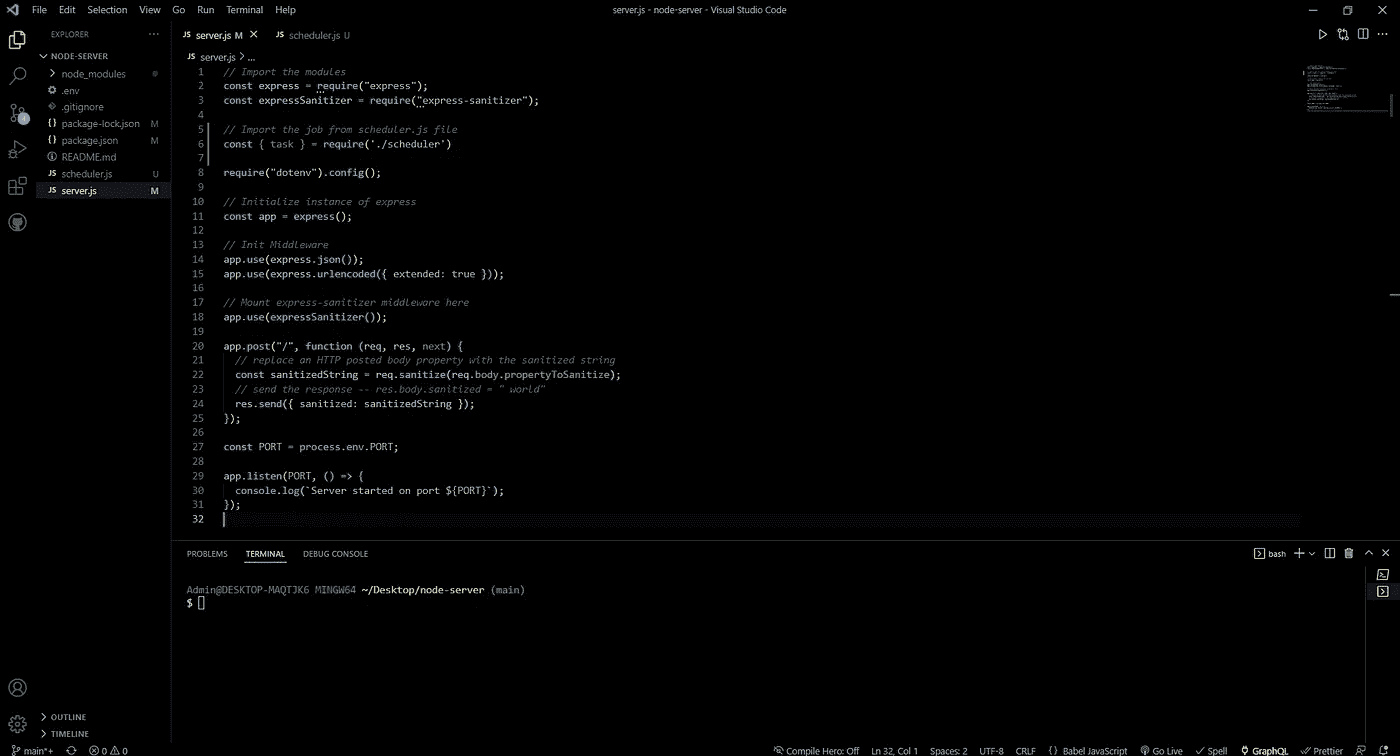 File Edit Selection View Go Run Terminal Help
server.js - node-server - Visual Studio Code
EXPLORER
NODE-SERVER
node_modules
.env
.gitignore
package-lock.json M
package.json M
README.md
scheduler.js U
server.js M
OUTLINE
TIMELINE
4
server.js M
scheduler.js U
server.js > ...
1 // Import the modules
2 const express = require("express");
3 const expressSanitizer = require("express-sanitizer");
4
5 // Import the job from scheduler.js file
6 const { task } = require('./scheduler')
7
8 require("dotenv").config();
9
10 // Initialize instance of express
11 const app = express();
12
13 // Init Middleware
14 app.use(express.json());
15 app.use(express.urlencoded({ extended: true }));
16
17 // Mount express-sanitizer middleware here
18 app.use(expressSanitizer());
19
20 app.post("/", function (req, res, next) {
21 // replace an HTTP posted body property with the sanitized string
22 const sanitizedString = req.sanitize(req.body.propertyToSanitize);
23 // send the response -- res.body.sanitized = " world"
24 res.send({ sanitized: sanitizedString });
25 });
26
27 const PORT = process.env.PORT;
28
29 app.listen(PORT, () => {
30 console.log(`Server started on port ${PORT}`);
31 });
32
PROBLEMS TERMINAL DEBUG CONSOLE
bash
Admin@DESKTOP-MAQTJK6 MINGW64 ~/Desktop/node-server (main)
$
main*+ 0 0 Compile Hero: Off Ln 32, Col 1 Spaces: 2 UTF-8 CRLF {} Babel JavaScript Go Live Spell GraphQL Prettier